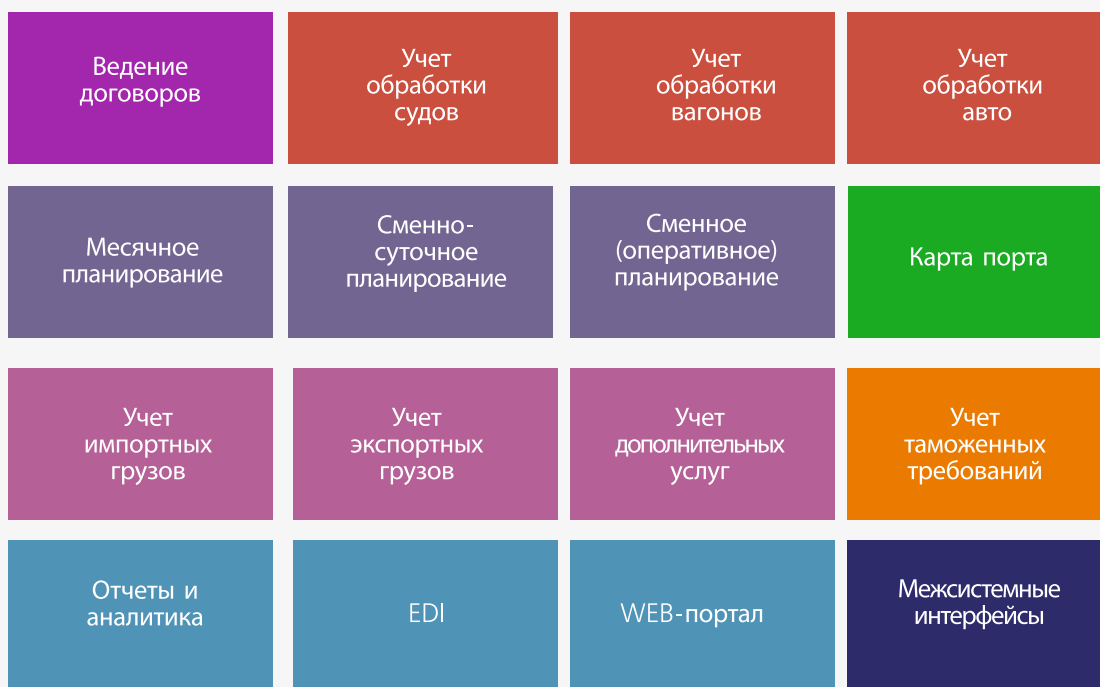 Ведение
договоров
Учет
обработки
судов
Учет
обработки
вагонов
Учет
обработки
авто
Месячное
планирование
Сменно-
суточное
планирование
Сменное
(оперативное)
планирование
Карта порта
Учет
импортных
грузов
Учет
экспортных
грузов
Учет
дополнительных
услуг
Учет
таможенных
требований
Отчеты и
аналитика
EDI
WEB-портал
Межсистемные
интерфейсы